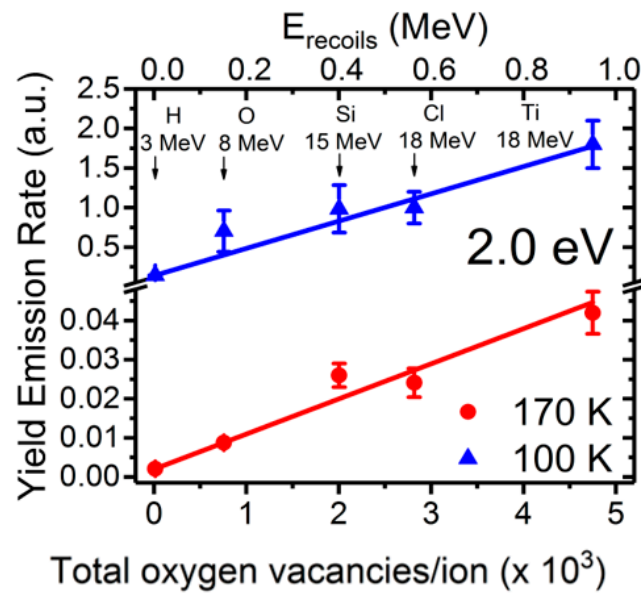 E_recoils (MeV)
0.0 0.2 0.4 0.6 0.8 1.0
Yield Emission Rate (a.u.)
2.5
2.0
1.5
1.0
0.5
0.04
0.03
0.02
0.01
0.00
H O Si Cl Ti
3 MeV 8 MeV 15 MeV 18 MeV 18 MeV
2.0 eV
170 K
100 K
0 1 2 3 4 5
Total oxygen vacancies/ion (x 10³)